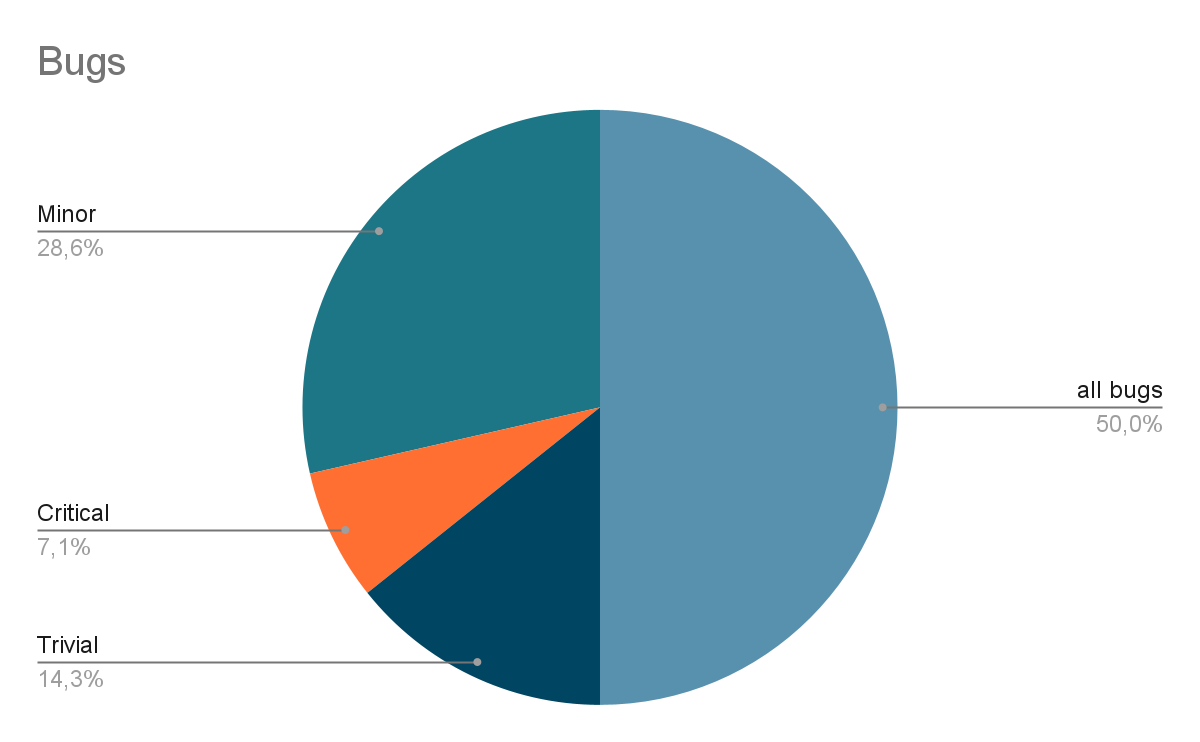 Bugs
Minor
28,6%
all bugs
50,0%
Critical
7,1%
Trivial
14,3%